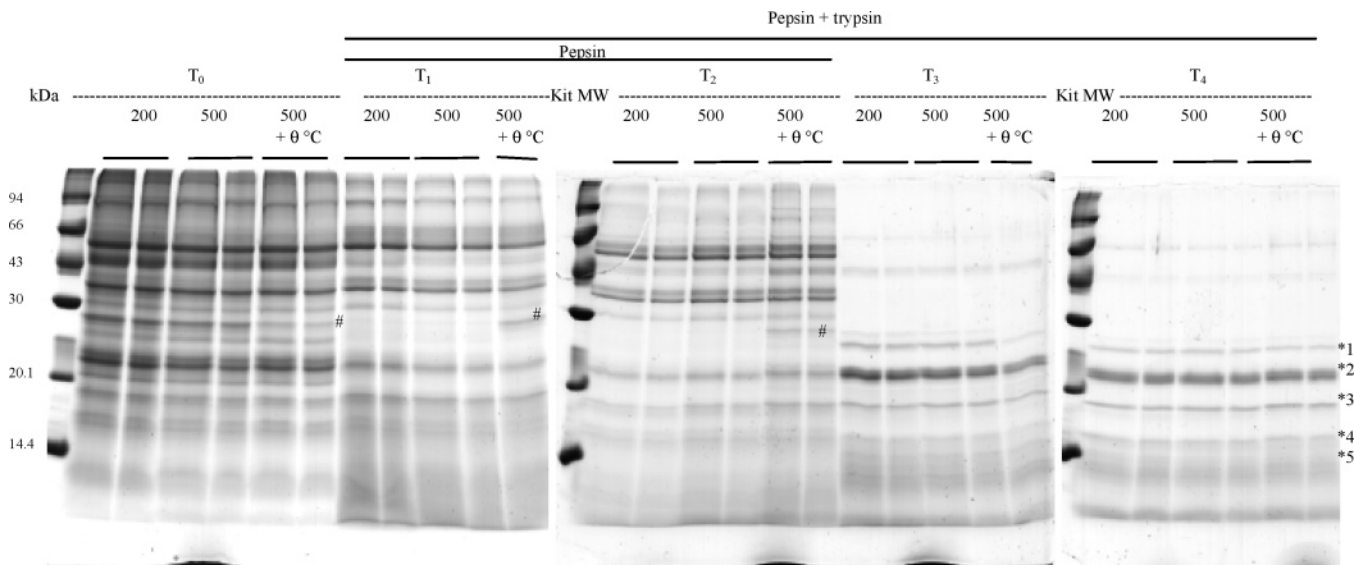 Pepsin + trypsin
Pepsin
T0 T1 T2 T3 T4
kDa Kit MW Kit MW
200 500 500 200 500 500 200 500 500 200 500 500 200 500 500
+ θ °C + θ °C + θ °C + θ °C + θ °C
94
66
43
30
# # #
20.1
14.4
*1
*2
*3
*4
*5